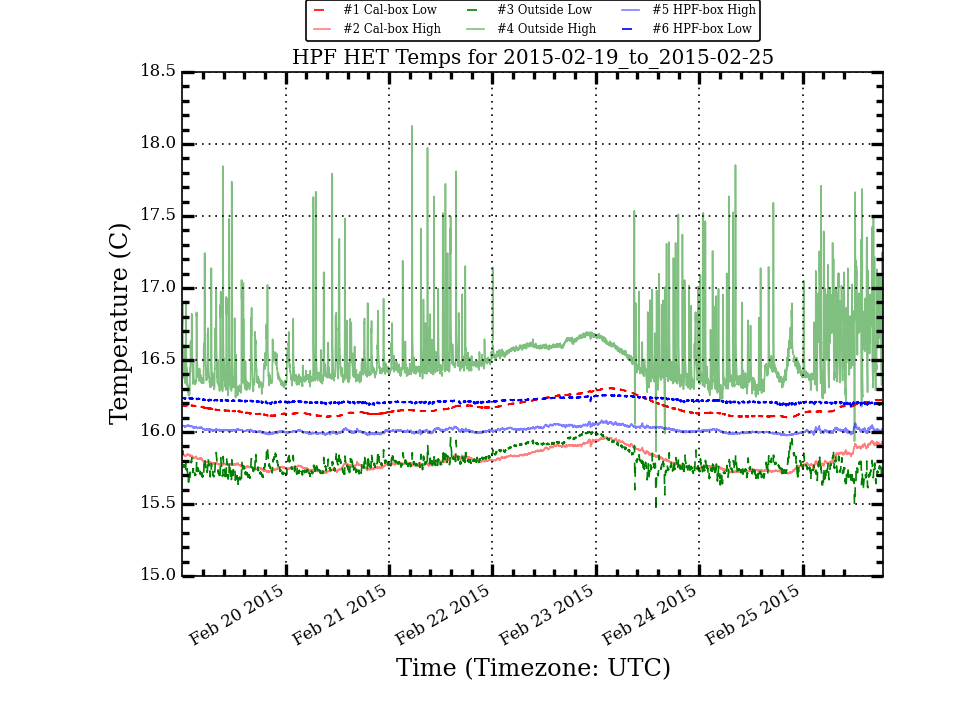 #1 Cal-box Low #3 Outside Low #5 HPF-box High
#2 Cal-box High #4 Outside High #6 HPF-box Low
HPF HET Temps for 2015-02-19_to_2015-02-25
18.5
18.0
17.5
17.0
16.5
16.0
15.5
15.0
Temperature (C)
Feb 20 2015 Feb 21 2015 Feb 22 2015 Feb 23 2015 Feb 24 2015 Feb 25 2015
Time (Timezone: UTC)